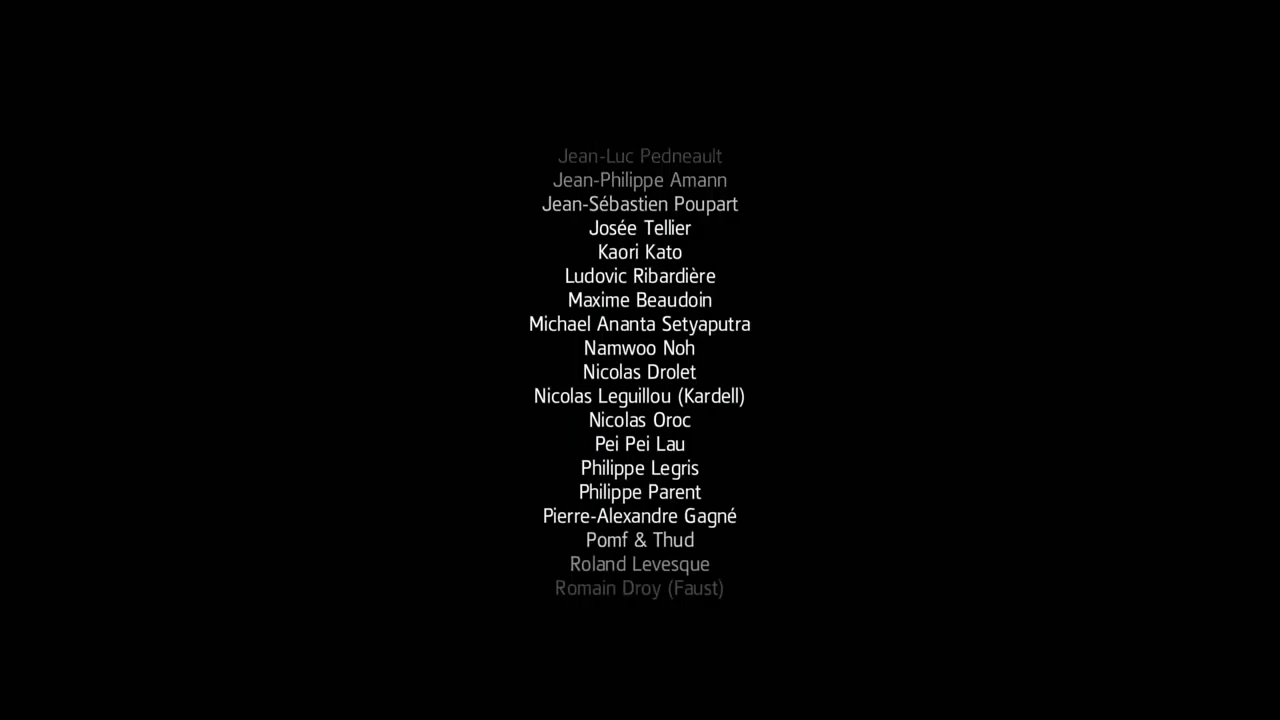 Jean-Luc Pedneault
Jean-Philippe Amann
Jean-Sébastien Poupart
Josée Tellier
Kaori Kato
Ludovic Ribardière
Maxime Beaudoin
Michael Ananta Setyaputra
Namwoo Noh
Nicolas Drolet
Nicolas Leguillou (Kardell)
Nicolas Oroc
Pei Pei Lau
Philippe Legris
Philippe Parent
Pierre-Alexandre Gagné
Pomf & Thud
Roland Levesque
Romain Droy (Faust)